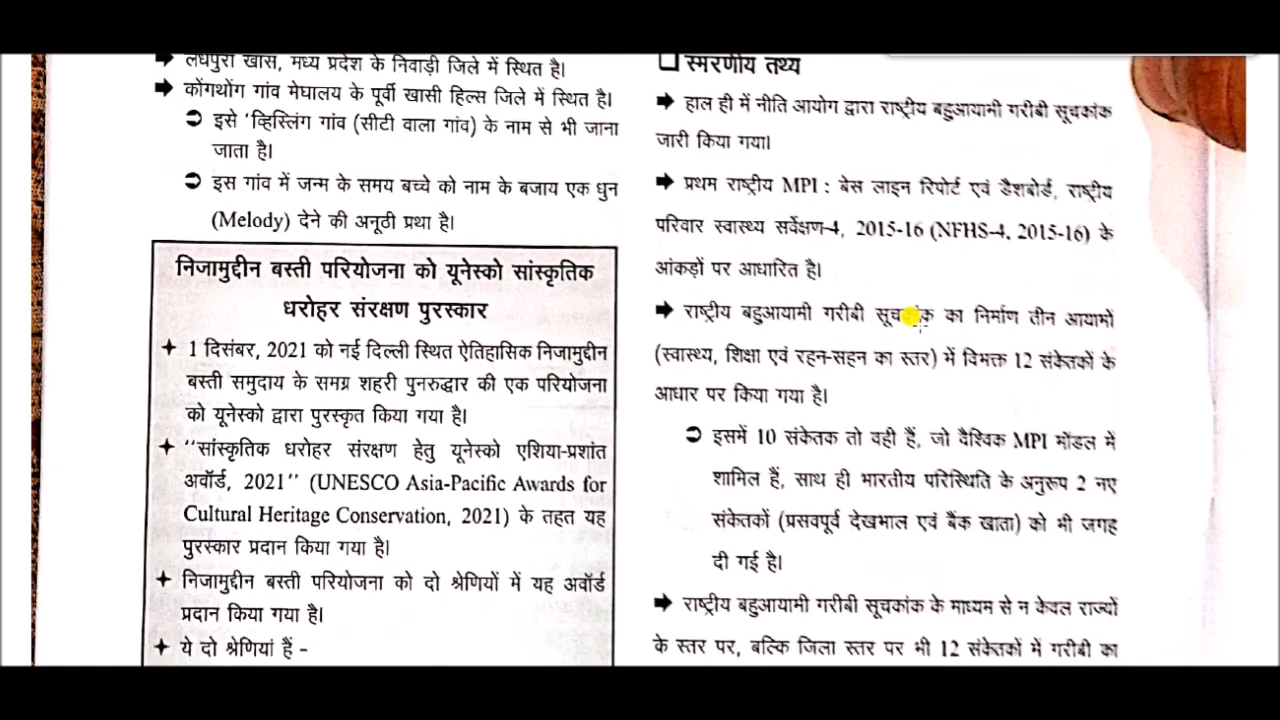 ➡ लधपुरा खास, मध्य प्रदेश के निवाड़ी जिले में स्थित है।
➡ कोंगथोंग गांव मेघालय के पूर्वी खासी हिल्स जिले में स्थित है।
➲ इसे 'व्हिस्लिंग गांव (सीटी वाला गांव) के नाम से भी जाना
जाता है।
➲ इस गांव में जन्म के समय बच्चे को नाम के बजाय एक धुन
(Melody) देने की अनूठी प्रथा है।
निजामुद्दीन बस्ती परियोजना को यूनेस्को सांस्कृतिक
धरोहर संरक्षण पुरस्कार
✦ 1 दिसंबर, 2021 को नई दिल्ली स्थित ऐतिहासिक निजामुद्दीन
बस्ती समुदाय के समग्र शहरी पुनरुद्धार की एक परियोजना
को यूनेस्को द्वारा पुरस्कृत किया गया है।
✦ "सांस्कृतिक धरोहर संरक्षण हेतु यूनेस्को एशिया-प्रशांत
अवॉर्ड, 2021" (UNESCO Asia-Pacific Awards for
Cultural Heritage Conservation, 2021) के तहत यह
पुरस्कार प्रदान किया गया है।
✦ निजामुद्दीन बस्ती परियोजना को दो श्रेणियों में यह अवॉर्ड
प्रदान किया गया है।
✦ ये दो श्रेणियां हैं -
❑ स्मरणीय तथ्य
➡ हाल ही में नीति आयोग द्वारा राष्ट्रीय बहुआयामी गरीबी सूचकांक
जारी किया गया।
➡ प्रथम राष्ट्रीय MPI : बेस लाइन रिपोर्ट एवं डैशबोर्ड, राष्ट्रीय
परिवार स्वास्थ्य सर्वेक्षण-4, 2015-16 (NFHS-4, 2015-16) के
आंकड़ों पर आधारित है।
➡ राष्ट्रीय बहुआयामी गरीबी सूचकांक का निर्माण तीन आयामों
(स्वास्थ्य, शिक्षा एवं रहन-सहन का स्तर) में विभक्त 12 संकेतकों के
आधार पर किया गया है।
➲ इसमें 10 संकेतक तो वही हैं, जो वैश्विक MPI मॉडल में
शामिल हैं, साथ ही भारतीय परिस्थिति के अनुरूप 2 नए
संकेतकों (प्रसवपूर्व देखभाल एवं बैंक खाता) को भी जगह
दी गई है।
➡ राष्ट्रीय बहुआयामी गरीबी सूचकांक के माध्यम से न केवल राज्यों
के स्तर पर, बल्कि जिला स्तर पर भी 12 संकेतकों में गरीबी का